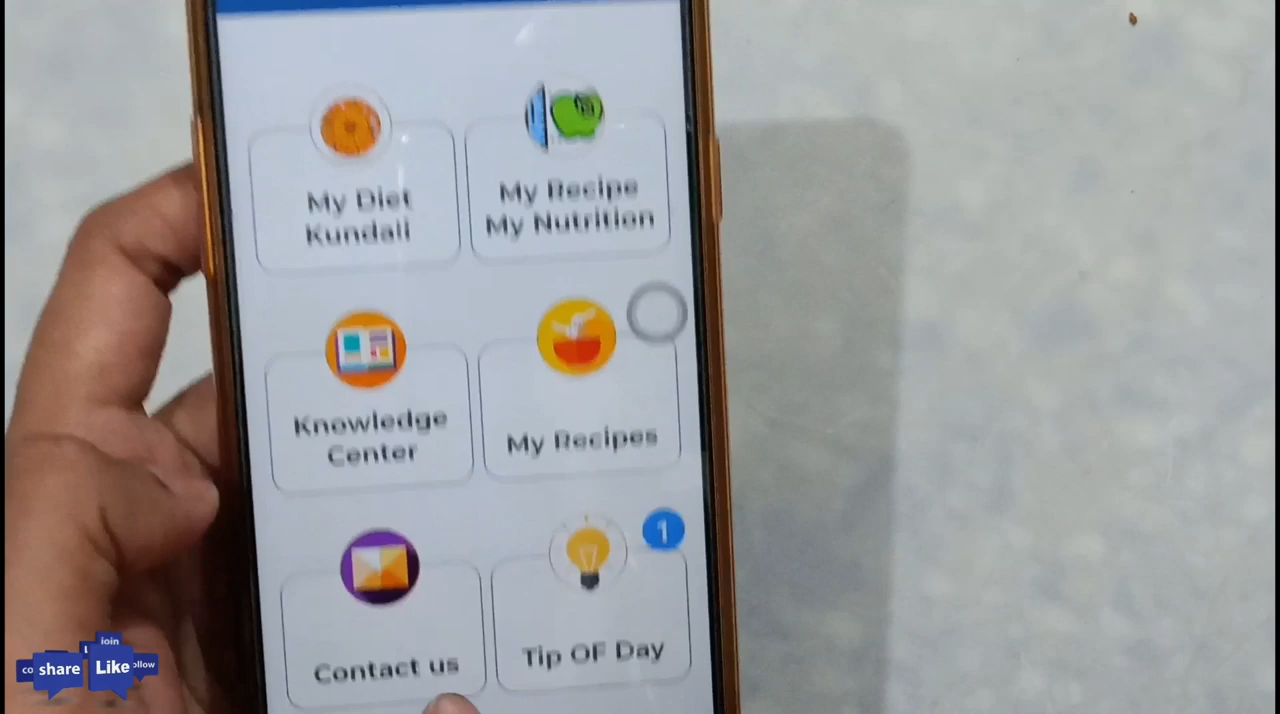 My Diet
Kundali
My Recipe
My Nutrition
Knowledge
Center
My Recipes
1
Contact us
Tip OF Day
join
share
Like
ollow
co